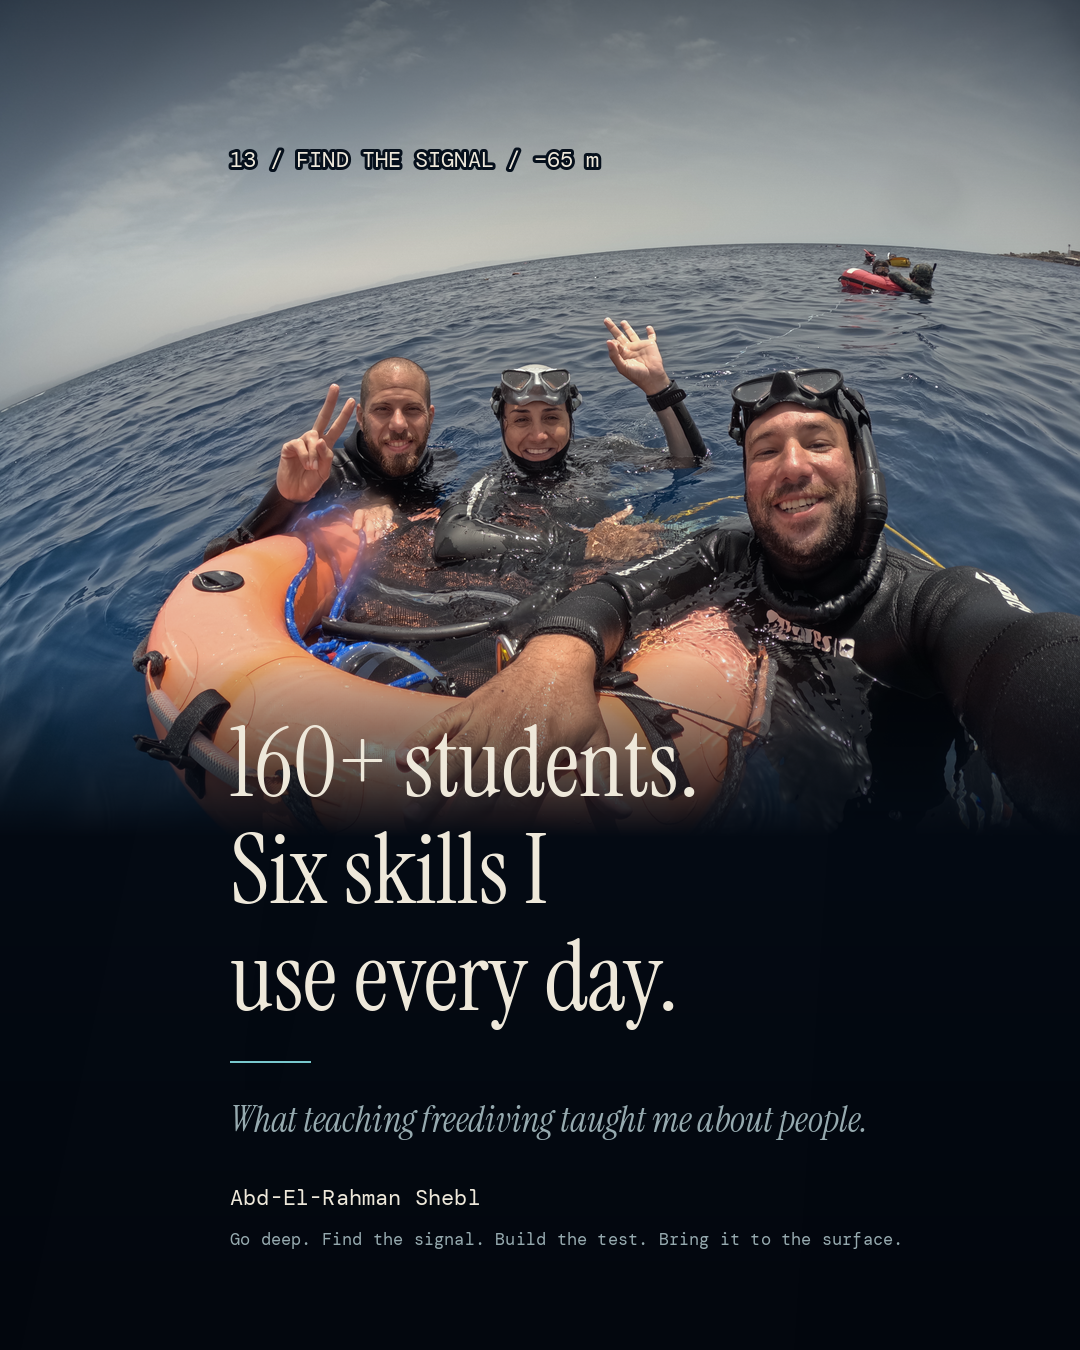 13 / FIND THE SIGNAL / −65 m
160+ students.
Six skills I
use every day.
What teaching freediving taught me about people.
Abd-El-Rahman Shebl
Go deep. Find the signal. Build the test. Bring it to the surface.